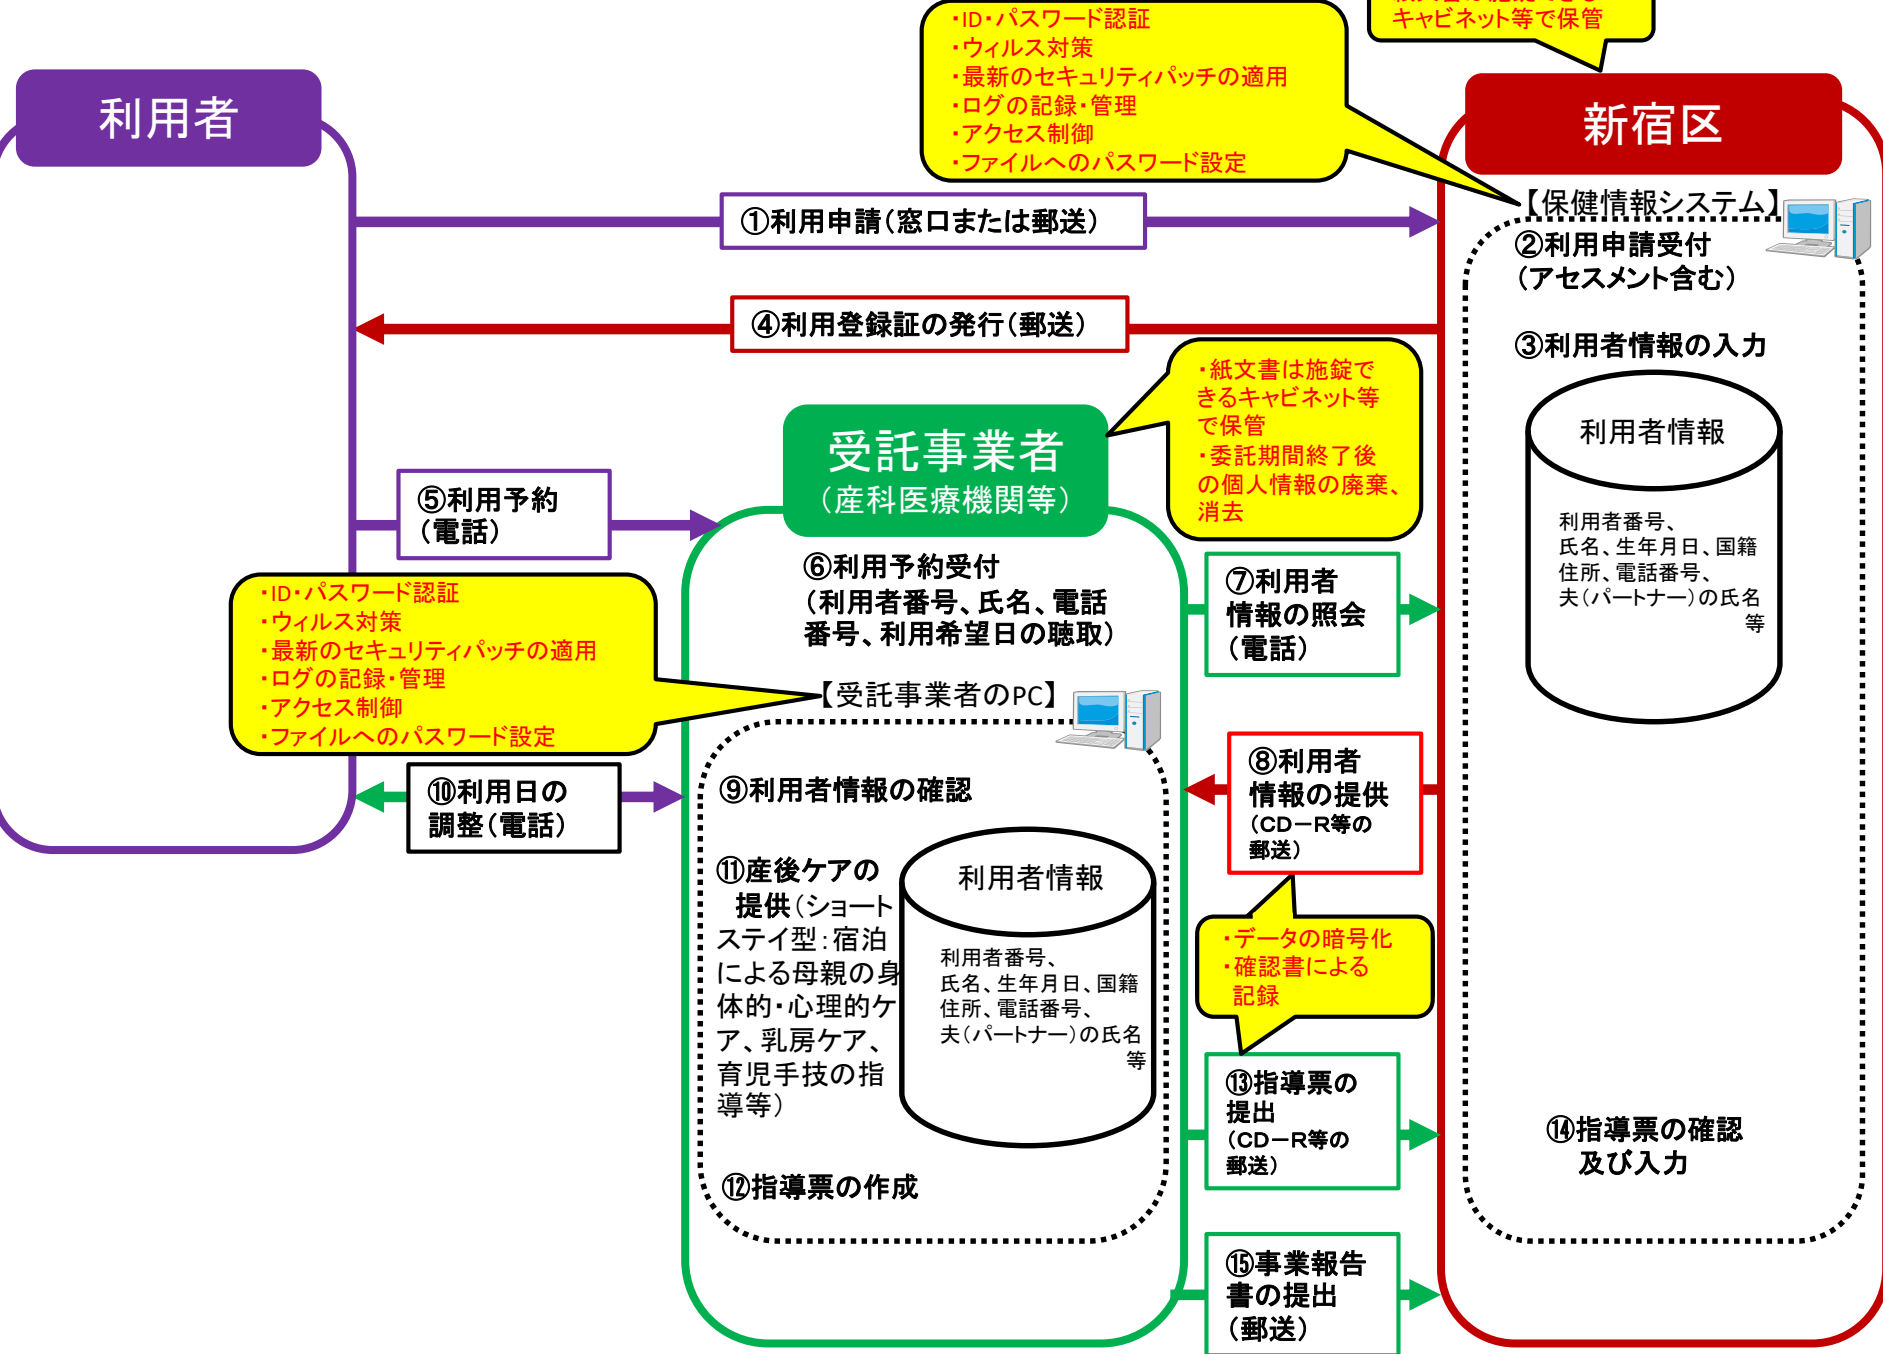 ・ID・パスワード認証
・ウィルス対策
・最新のセキュリティパッチの適用
・ログの記録・管理
・アクセス制御
・ファイルへのパスワード設定
キャビネット等で保管
利用者
新宿区
①利用申請(窓口または郵送)
【保健情報システム】
②利用申請受付
(アセスメント含む)
④利用登録証の発行(郵送)
③利用者情報の入力
利用者情報
利用者番号、
氏名、生年月日、国籍
住所、電話番号、
夫(パートナー)の氏名
等
・紙文書は施錠で
きるキャビネット等
で保管
・委託期間終了後
の個人情報の廃棄、
消去
受託事業者
(産科医療機関等)
⑤利用予約
(電話)
⑥利用予約受付
(利用者番号、氏名、電話
番号、利用希望日の聴取)
⑦利用者
情報の照会
(電話)
・ID・パスワード認証
・ウィルス対策
・最新のセキュリティパッチの適用
・ログの記録・管理
・アクセス制御
・ファイルへのパスワード設定
【受託事業者のPC】
⑧利用者
情報の提供
(CD－R等の
郵送)
⑨利用者情報の確認
⑩利用日の
調整(電話)
⑪産後ケアの
提供(ショート
ステイ型:宿泊
による母親の身
体的・心理的ケ
ア、乳房ケア、
育児手技の指
導等)
利用者情報
利用者番号、
氏名、生年月日、国籍
住所、電話番号、
夫(パートナー)の氏名
等
・データの暗号化
・確認書による
記録
⑫指導票の作成
⑬指導票の
提出
(CD－R等の
郵送)
⑭指導票の確認
及び入力
⑮事業報告
書の提出
(郵送)